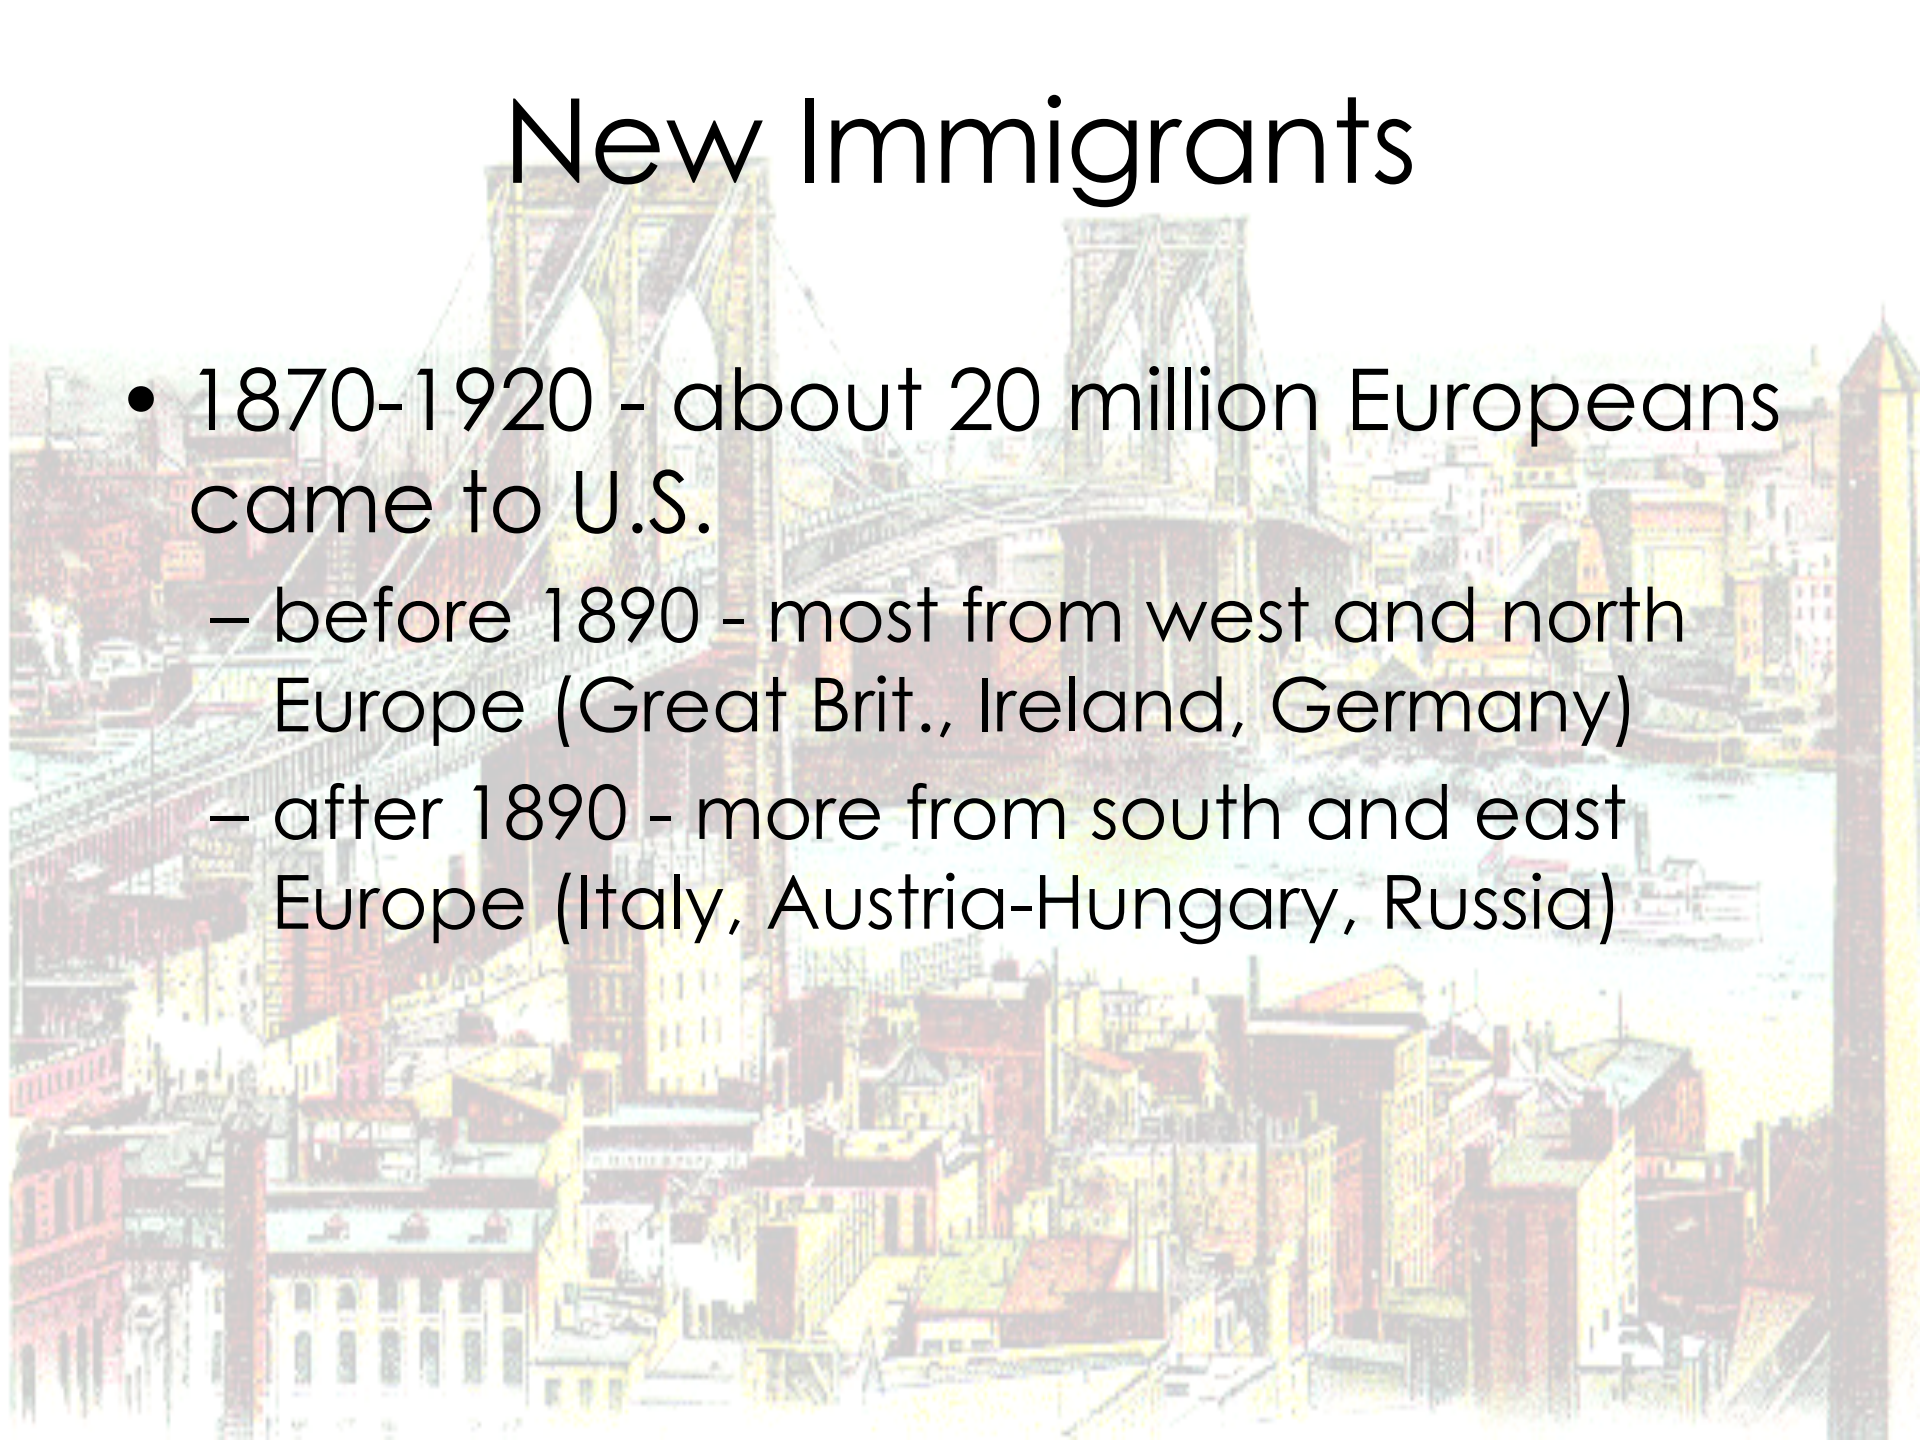 New Immigrants
• 1870-1920 - about 20 million Europeans
came to U.S.
– before 1890 - most from west and north
Europe (Great Brit., Ireland, Germany)
– after 1890 - more from south and east
Europe (Italy, Austria-Hungary, Russia)